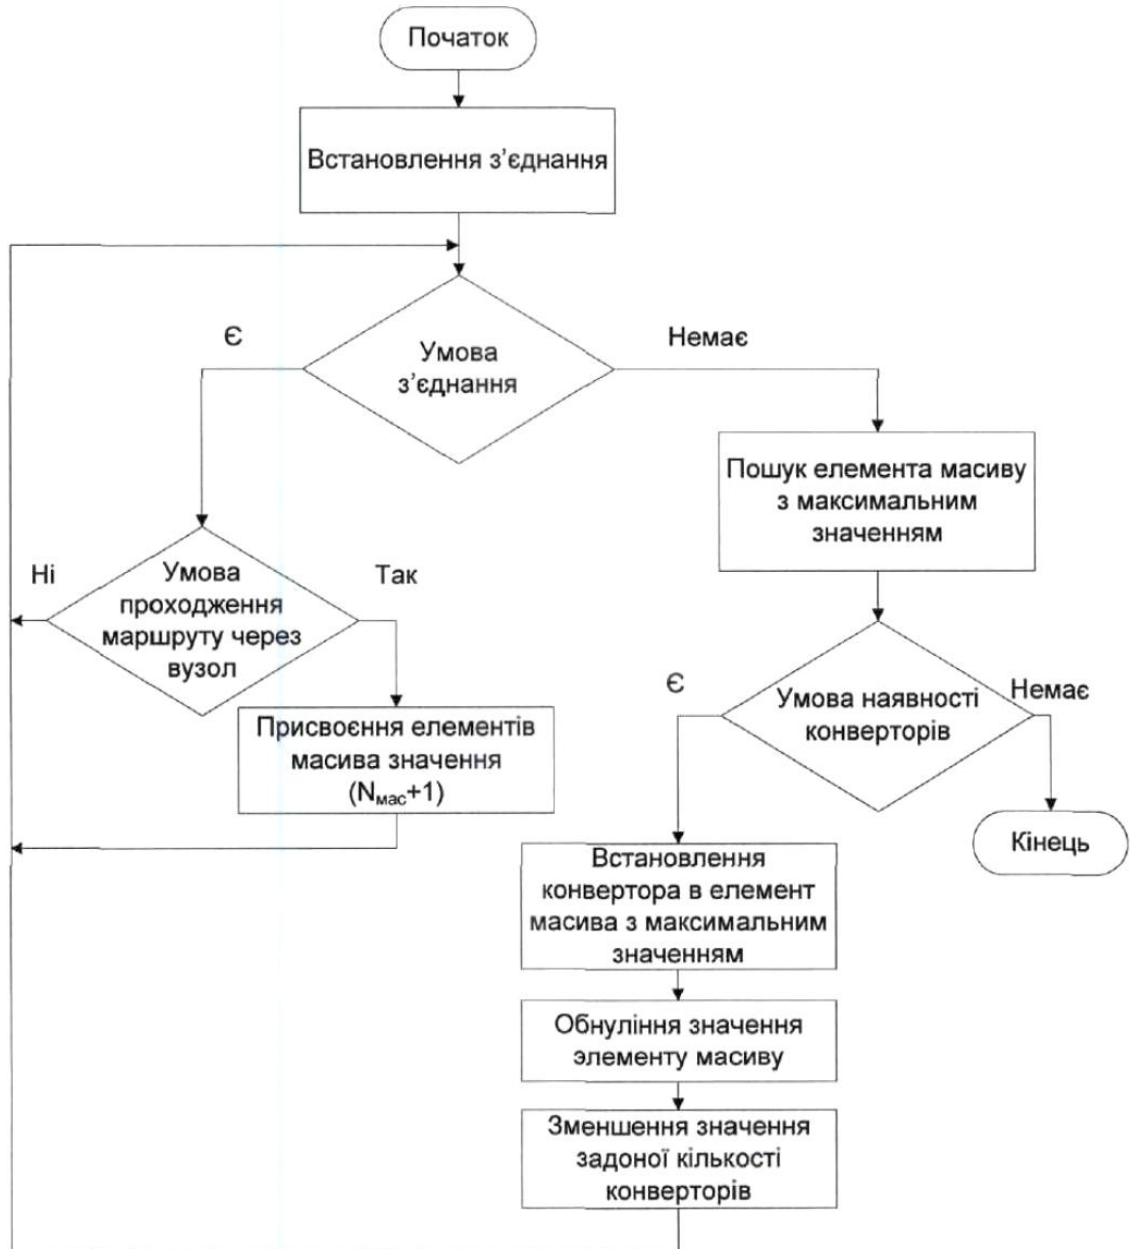 Початок
Встановлення з’єднання
Є
Немає
Умова
з’єднання
Пошук елемента масиву
з максимальним
значенням
Ні
Так
Умова
проходження
маршруту через
вузол
Є
Немає
Умова наявності
конверторів
Присвоєння елементів
масива значення
(Nмас+1)
Кінець
Встановлення
конвертора в елемент
масива з максимальним
значенням
Обнуління значення
элементу масиву
Зменшення значення
задоної кількості
конверторів